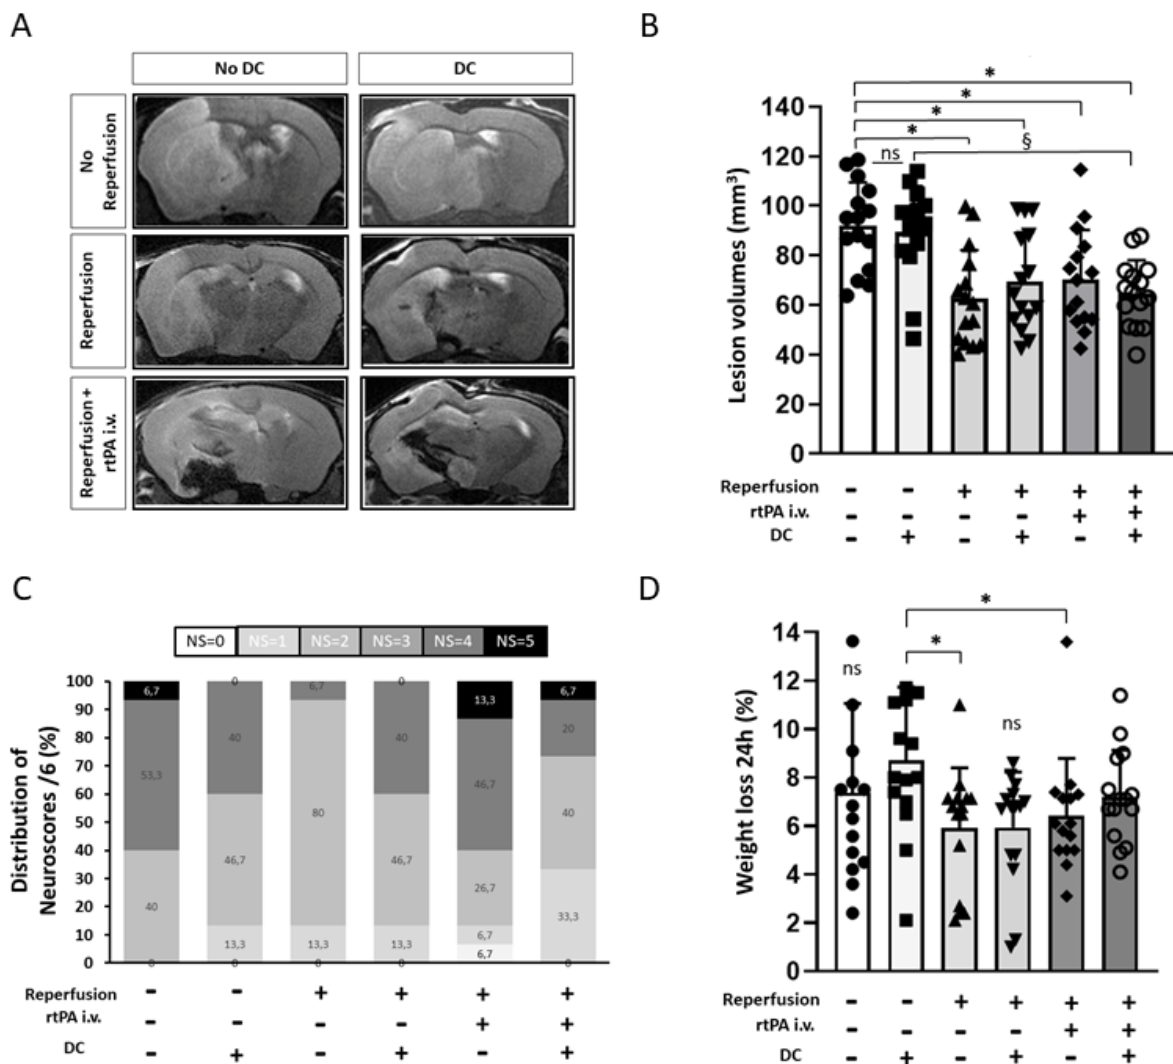 A
No DC
DC
No
Reperfusion
Reperfusion
Reperfusion +
rtPA i.v.
B
*
*
*
*
ns
§
Lesion volumes (mm³)
140
120
100
80
60
40
20
0
Reperfusion - - + + + +
rtPA i.v. - - - - + +
DC - + - + - +
C
NS=0 NS=1 NS=2 NS=3 NS=4 NS=5
Distribution of
Neuroscores /6 (%)
100
90
80
70
60
50
40
30
20
10
0
6,7 0 6,7 0 13,3 6,7
53,3 40 80 40 46,7 20
40 46,7 13,3 46,7 26,7 40
13,3 13,3 6,7 33,3
0 0 0 0 6,7 0
Reperfusion - - + + + +
rtPA i.v. - - - - + +
DC - + - + - +
D
*
*
ns
ns
Weight loss 24h (%)
14
12
10
8
6
4
2
0
Reperfusion - - + + + +
rtPA i.v. - - - - + +
DC - + - + - +